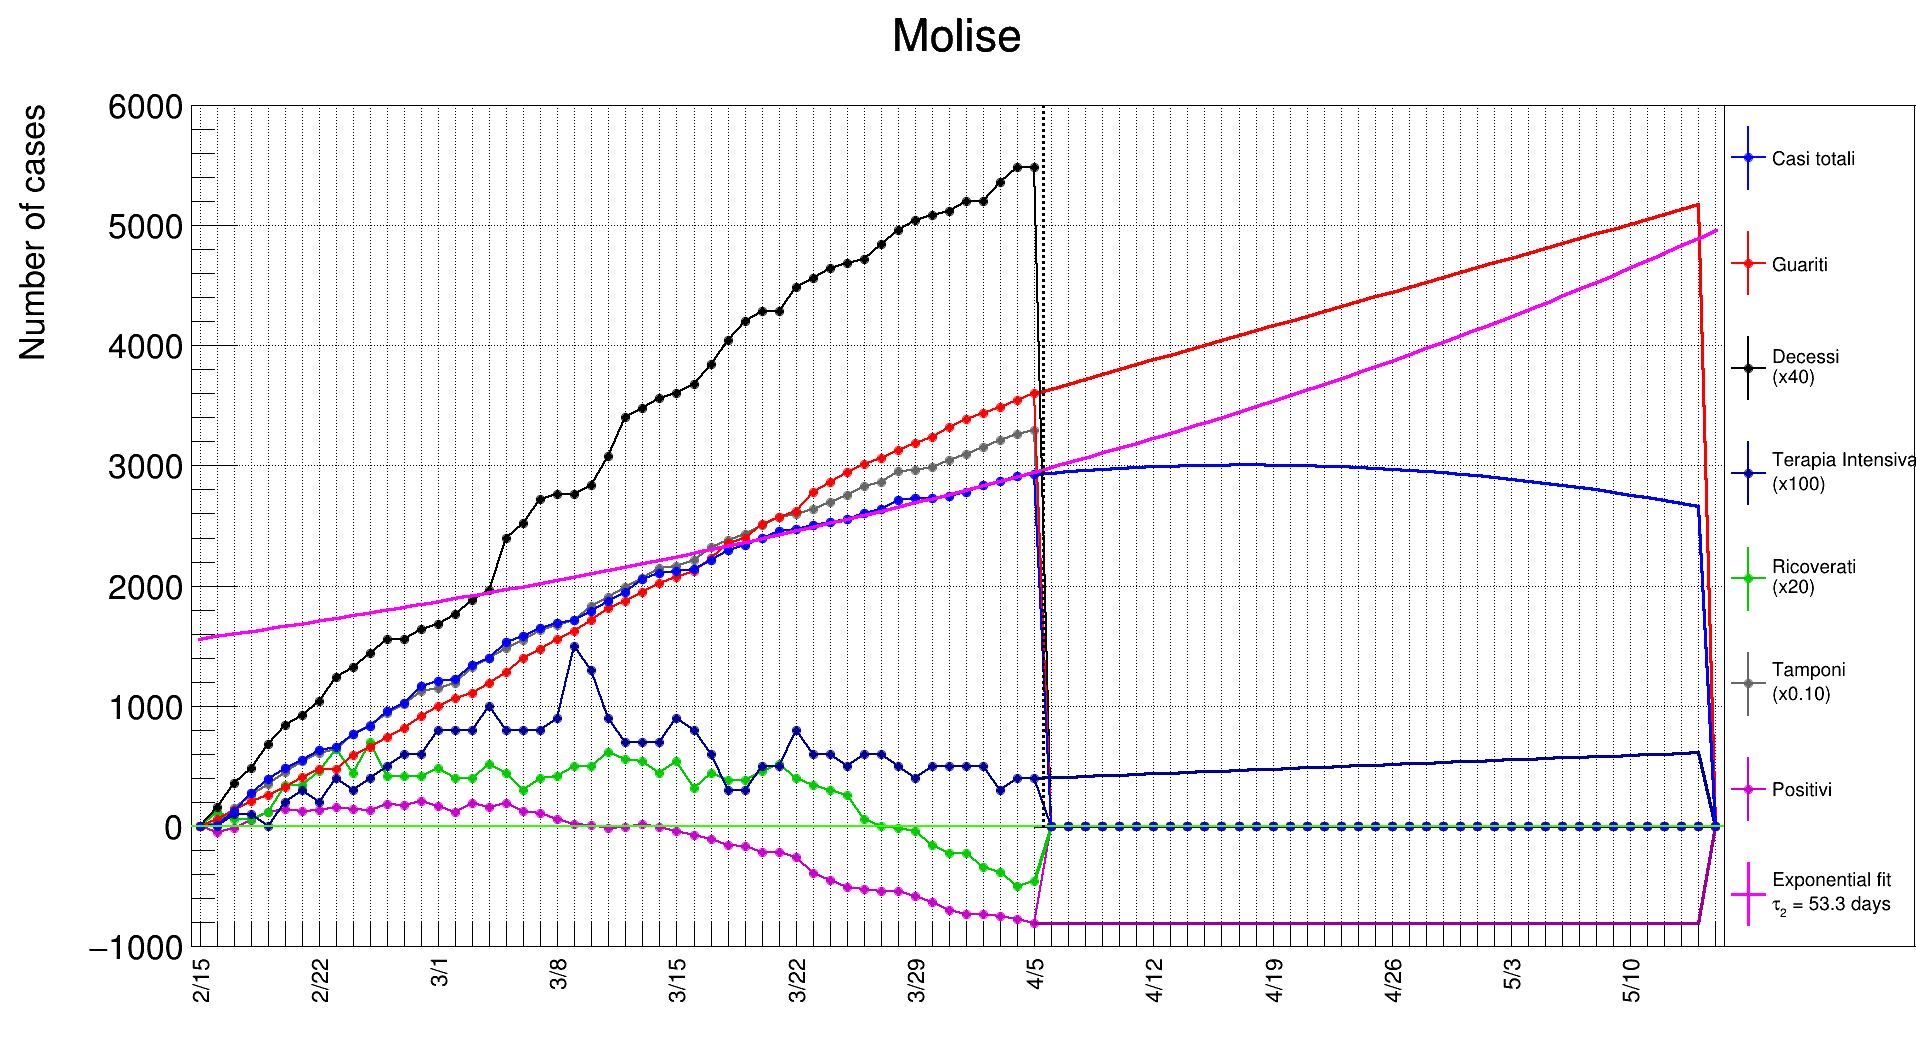 Molise
Number of cases
6000
5000
4000
3000
2000
1000
0
−1000
2/15
2/22
3/1
3/8
3/15
3/22
3/29
4/5
4/12
4/19
4/26
5/3
5/10
Casi totali
Guariti
Decessi
(x40)
Terapia Intensiva
(x100)
Ricoverati
(x20)
Tamponi
(x0.10)
Positivi
Exponential fit
τ2 = 53.3 days